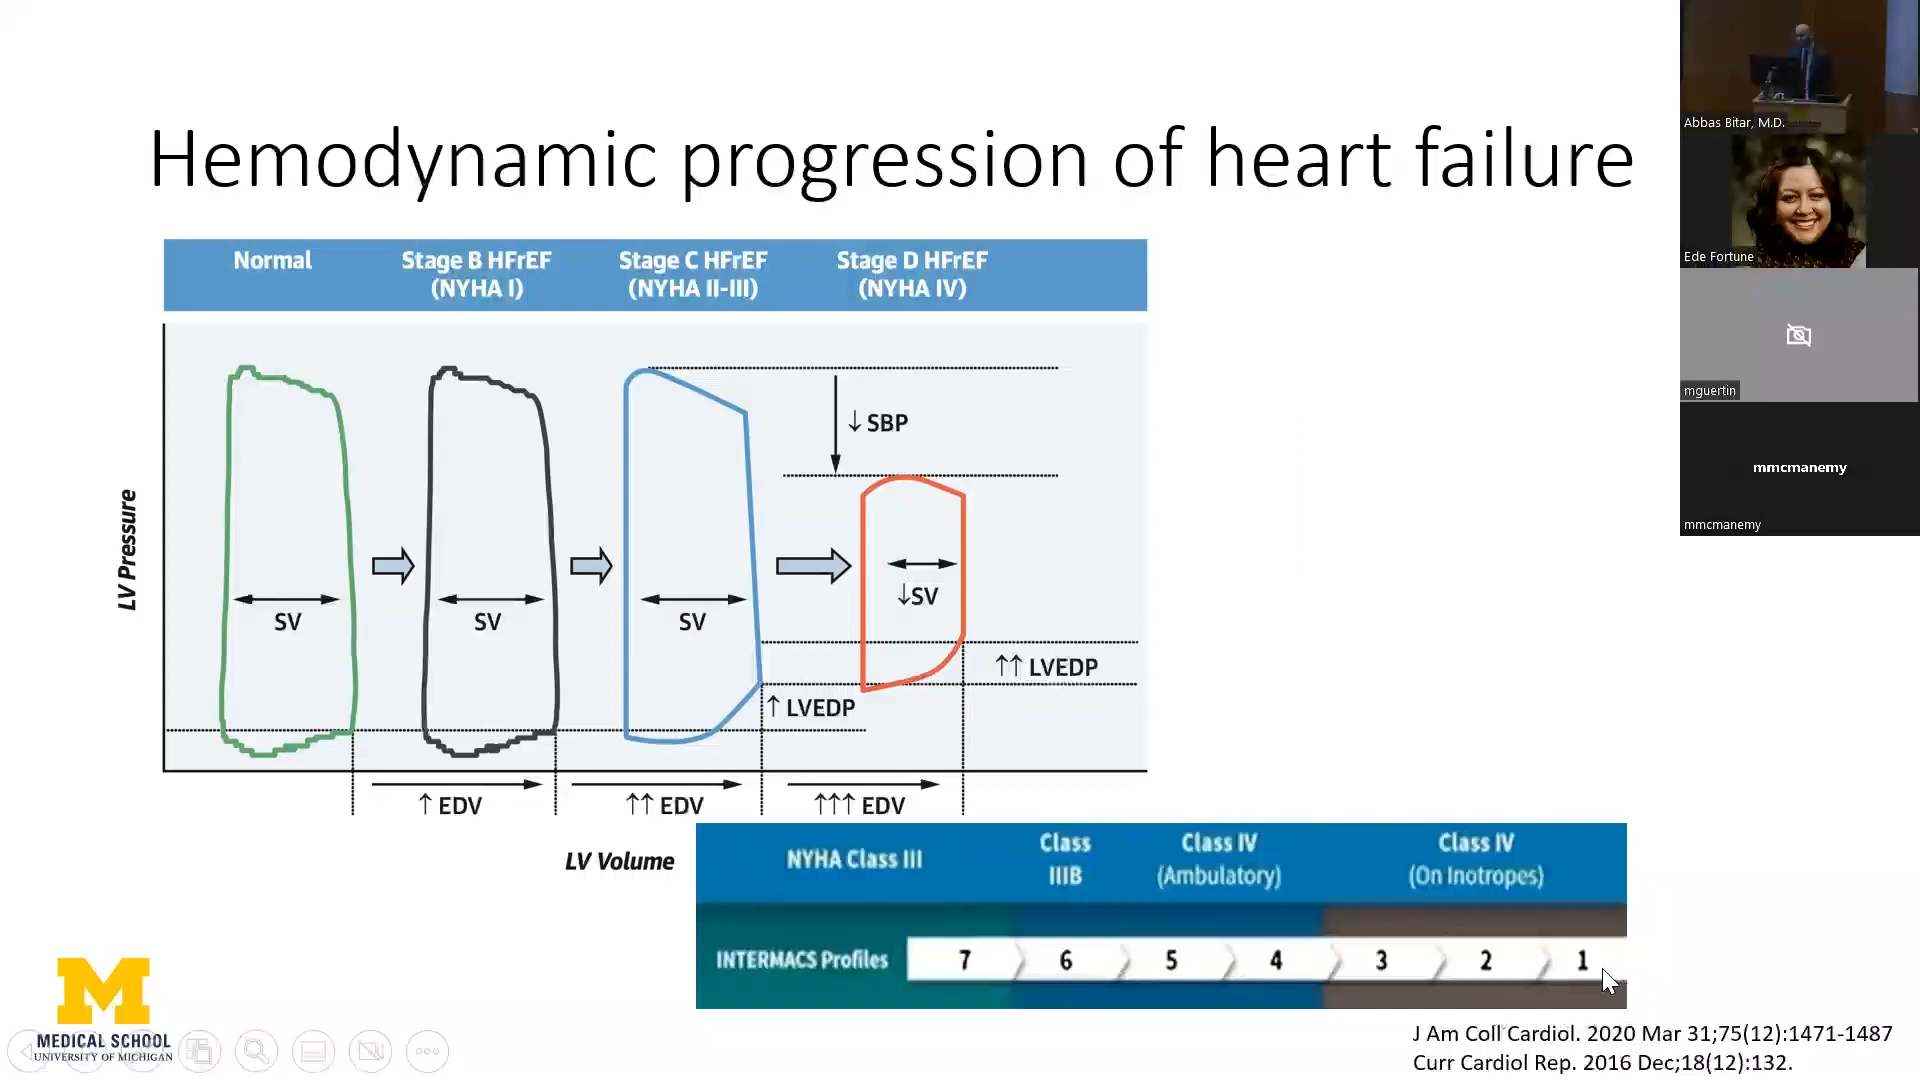 Hemodynamic progression of heart failure
Normal
Stage B HFrEF
(NYHA I)
Stage C HFrEF
(NYHA II-III)
Stage D HFrEF
(NYHA IV)
LV Pressure
↓ SBP
SV
SV
SV
↓SV
↑ LVEDP
↑↑ LVEDP
↑ EDV
↑↑ EDV
↑↑↑ EDV
LV Volume
NYHA Class III
Class
IIIB
Class IV
(Ambulatory)
Class IV
(On Inotropes)
INTERMACS Profiles 7 6 5 4 3 2 1
M
MEDICAL SCHOOL
UNIVERSITY OF MICHIGAN
J Am Coll Cardiol. 2020 Mar 31;75(12):1471-1487
Curr Cardiol Rep. 2016 Dec;18(12):132.
Abbas Bitar, M.D.
Ede Fortune
mguertin
mmcmanemy
mmcmanemy